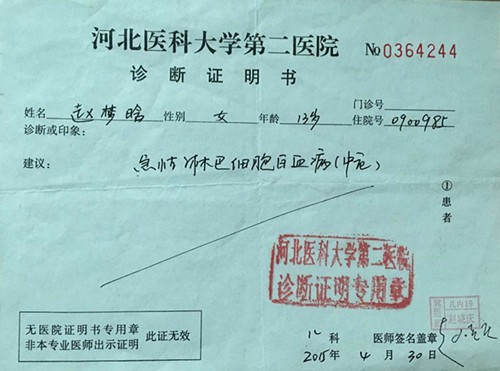 河北医科大学第二医院 No0364244
诊断证明书
门诊号
姓名 赵梦晗 性别 女 年龄 13岁 住院号 0900985
诊断或印象:
建议: 急性淋巴细胞白血病(中危)
①患者
河北医科大学第二医院
诊断证明专用章
无医院证明书专用章
非本专业医师出示证明 此证无效
儿科 医师签名盖章
儿内科
2015年4月30日